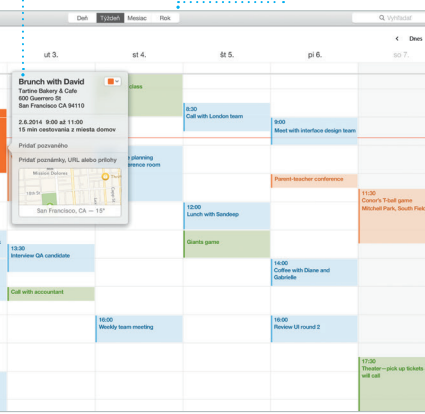 Deň Týždeň Mesiac Rok
Vyhľadať
Dnes
ut 3. st 4. št 5. pi 6. so 7.
Brunch with David
Tartine Bakery & Cafe
600 Guerrero St
San Francisco CA 94110
2.6.2014 9:00 až 11:00
15 min cestovania z miesta domov
Pridať pozvaného
Pridať poznámky, URL alebo prílohy
Mission Dolores
San Francisco, CA — 15°
class
8:30
Call with London team
9:00
Meet with interface design team
planning
Parent-teacher conference
11:30
Conor's T-ball game
Mitchell Park, South Field
12:00
Lunch with Sandeep
Giants game
13:30
Interview QA candidate
14:00
Coffee with Diane and
Gabrielle
Call with accountant
16:00
Weekly team meeting
16:00
Review UI round 2
17:30
Theater—pick up tickets
will call